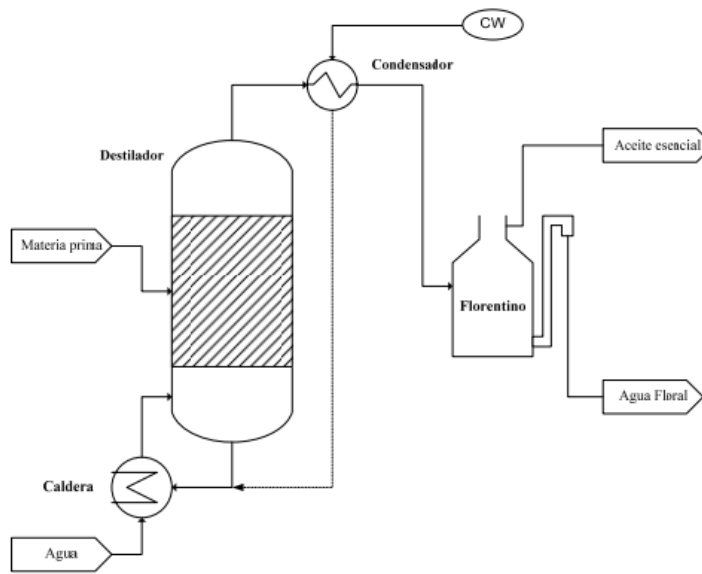 CW
Condensador
Destilador
Aceite esencial
Materia prima
Florentino
Agua Floral
Caldera
Agua